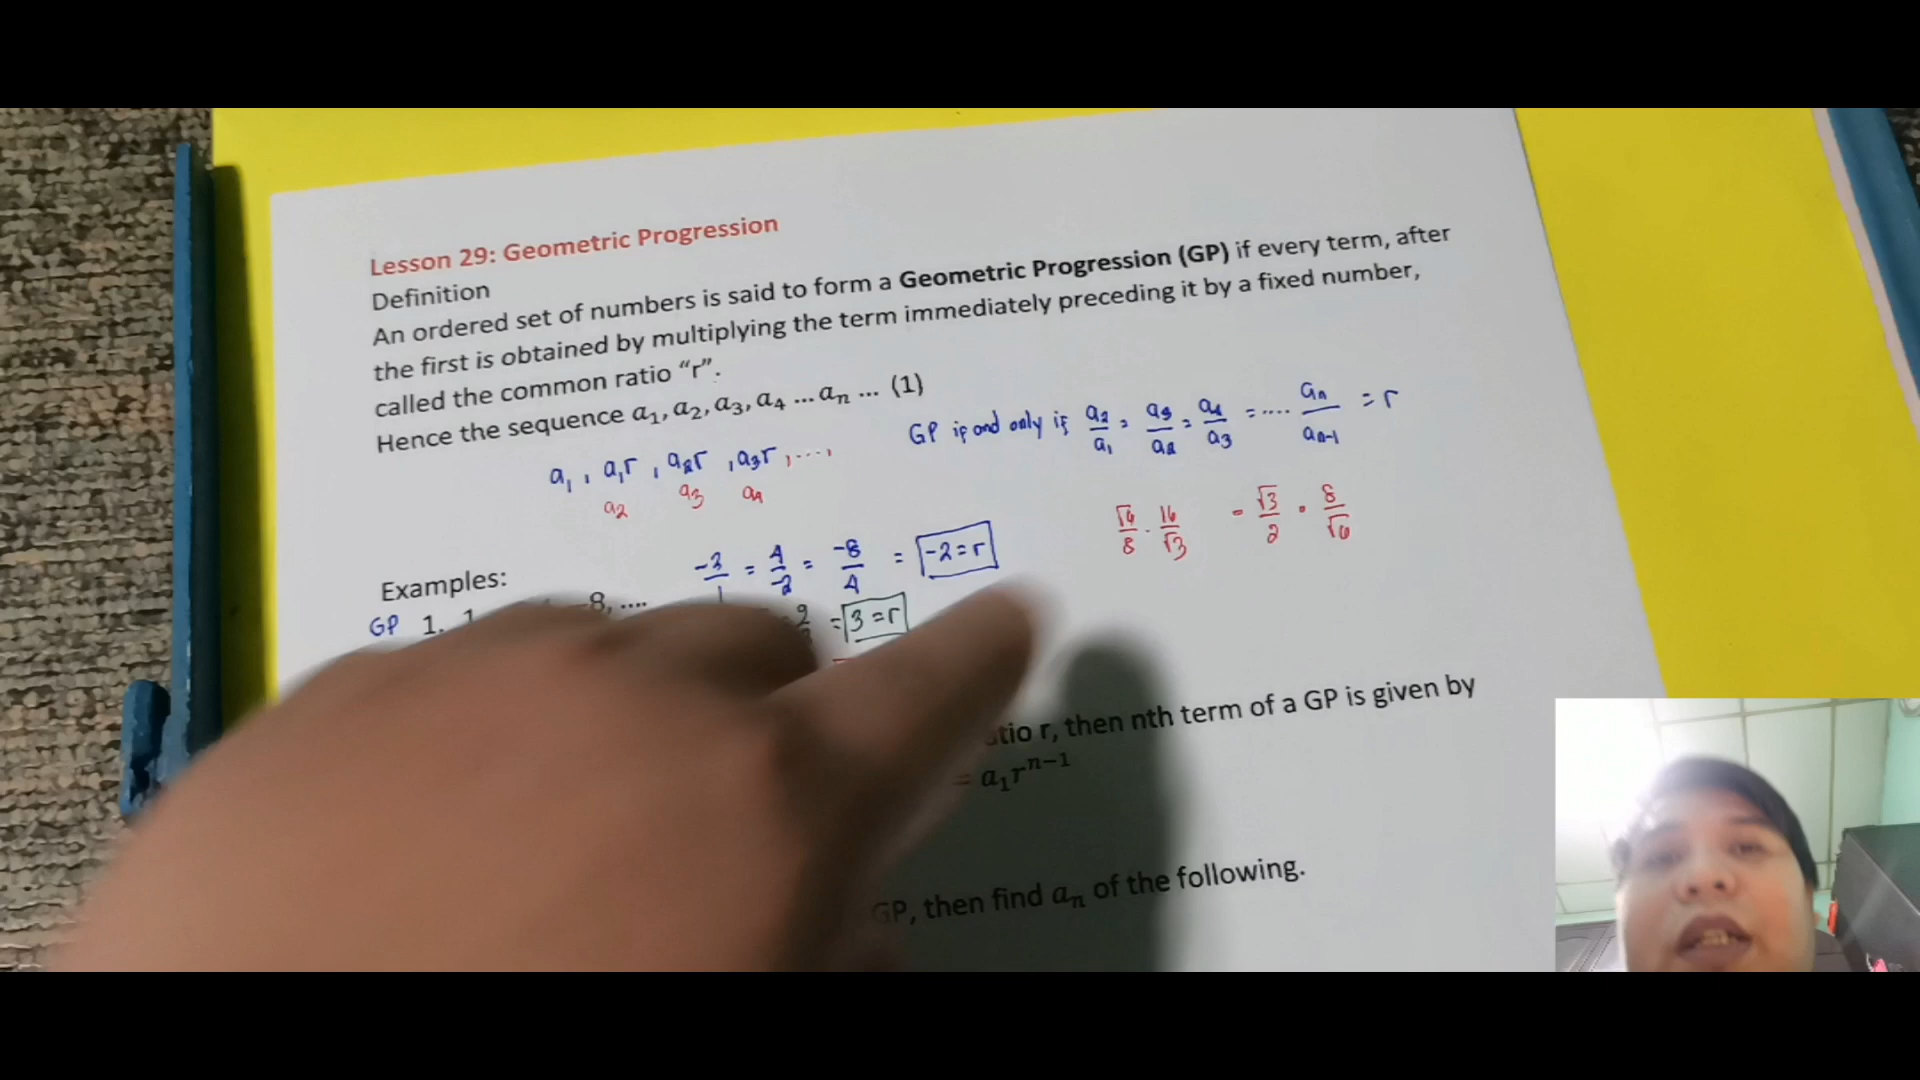 Lesson 29: Geometric Progression
Definition
An ordered set of numbers is said to form a Geometric Progression (GP) if every term, after
the first is obtained by multiplying the term immediately preceding it by a fixed number,
called the common ratio “r”.
Hence the sequence a₁, a₂, a₃, a₄ ... aₙ ... (1)
GP if and only if a₂/a₁ = a₃/a₂ = a₄/a₃ = .... aₙ/aₙ₋₁ = r
a₁, a₁r, a₂r, a₃r, ....,
a₂ a₃ a₄
√6/8 · 16/√3 = √3/2 · 8/√6
-2/1 = 4/-2 = -8/4 = -2 = r
Examples:
GP 1. 1 -8, ....
9 = 3 = r
r, then nth term of a GP is given by
= a₁rⁿ⁻¹
GP, then find aₙ of the following.